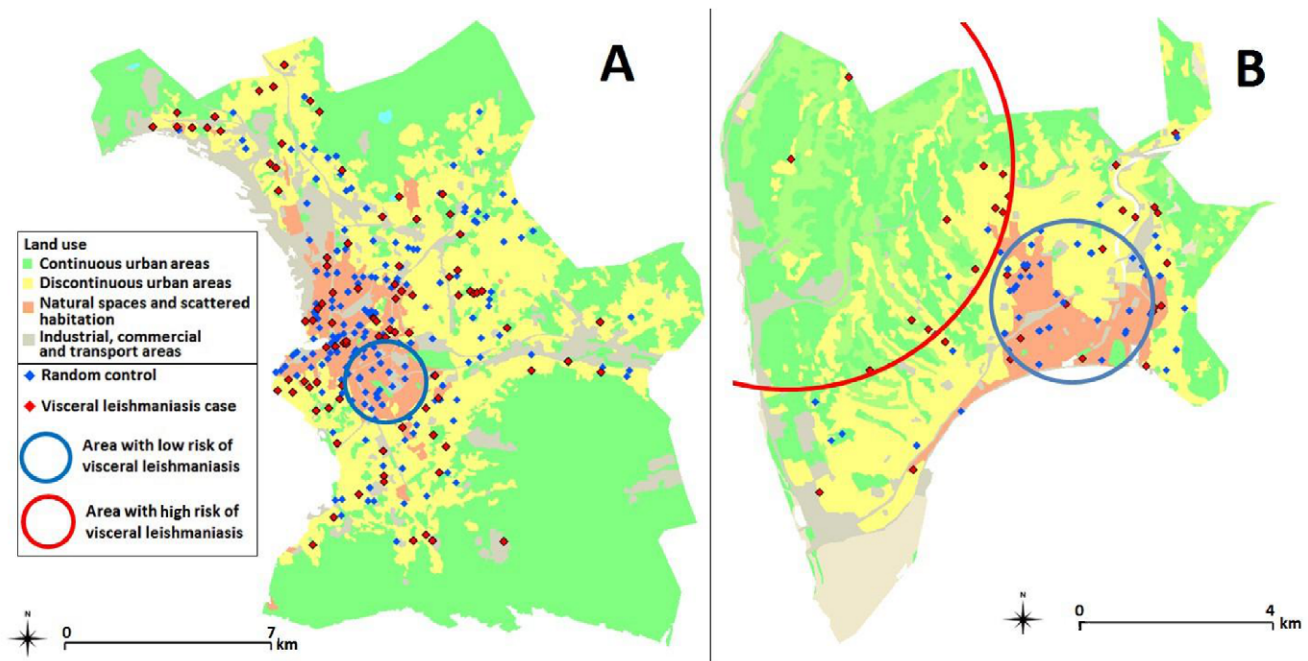 A
B
Land use
Continuous urban areas
Discontinuous urban areas
Natural spaces and scattered
habitation
Industrial, commercial
and transport areas
Random control
Visceral leishmaniasis case
Area with low risk of
visceral leishmaniasis
Area with high risk of
visceral leishmaniasis
N
0 7
km
N
0 4
km